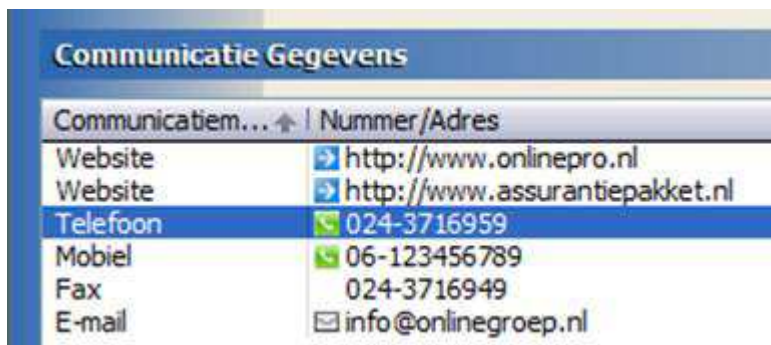 Communicatie Gegevens
Communicatiem... Nummer/Adres
Website http://www.onlinepro.nl
Website http://www.assurantiepakket.nl
Telefoon 024-3716959
Mobiel 06-123456789
Fax 024-3716949
E-mail info@onlinegroep.nl